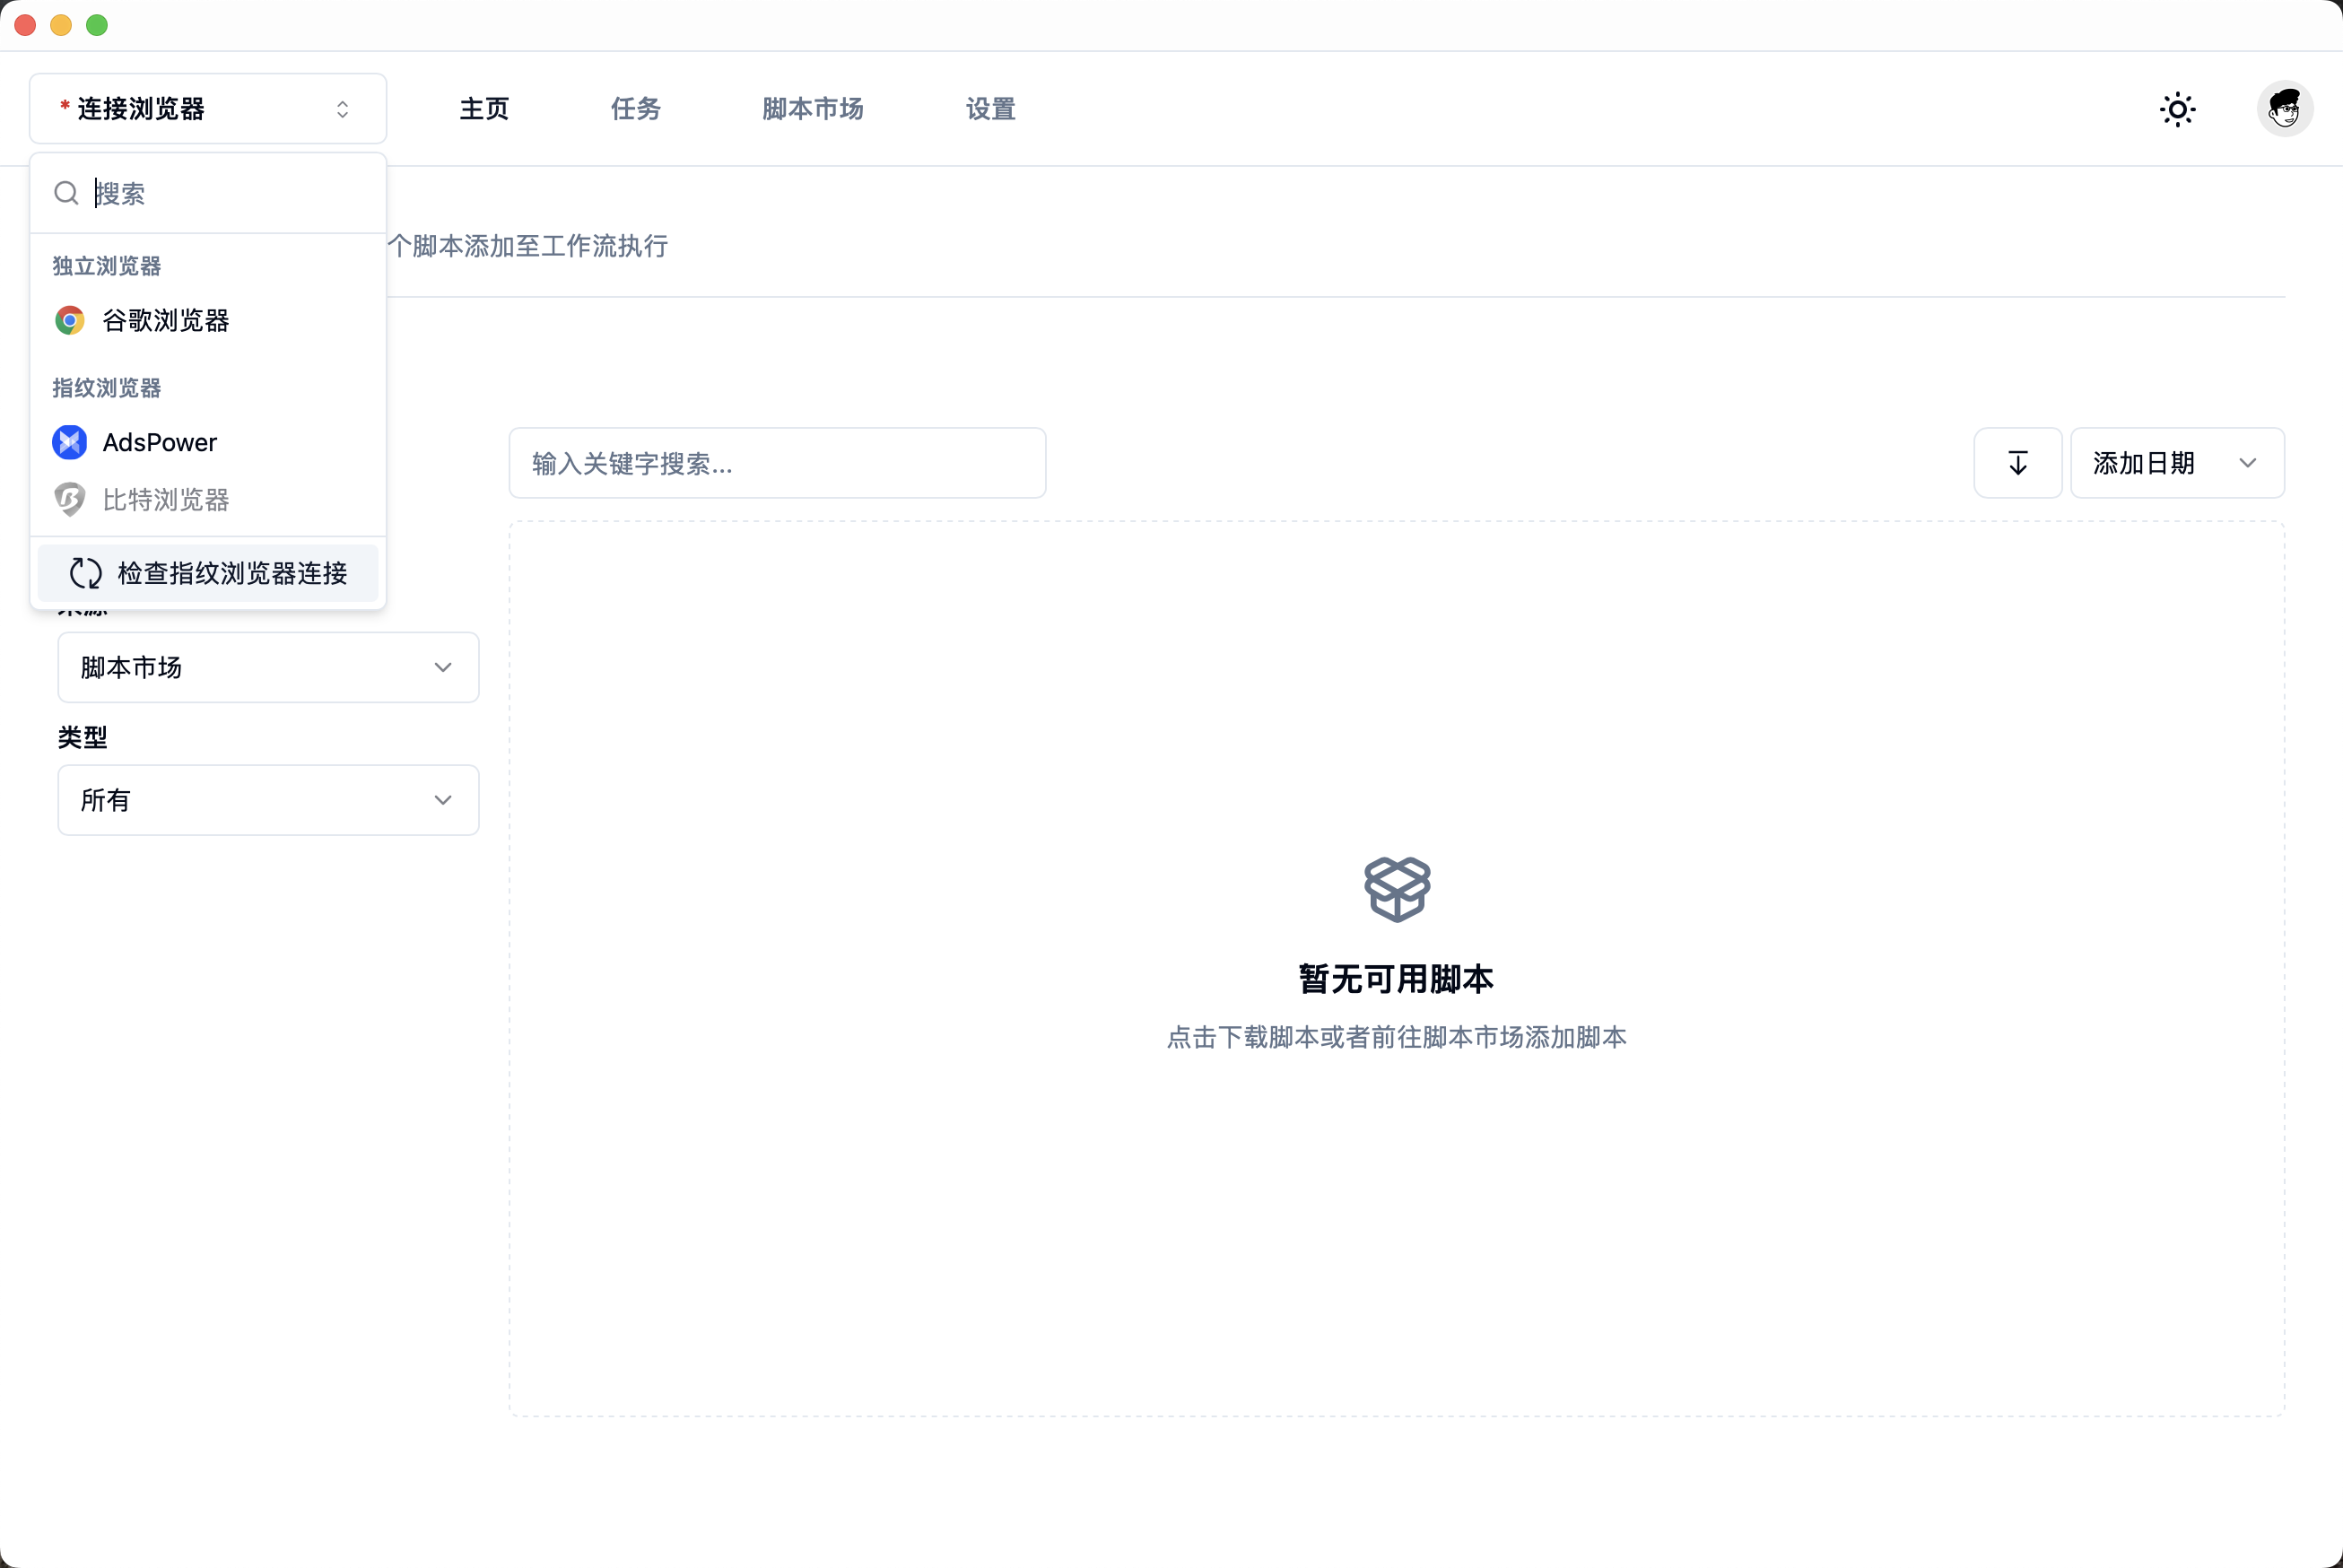 * 连接浏览器
主页
任务
脚本市场
设置
搜索
个脚本添加至工作流执行
独立浏览器
谷歌浏览器
指纹浏览器
AdsPower
比特浏览器
检查指纹浏览器连接
输入关键字搜索...
添加日期
脚本市场
类型
所有
暂无可用脚本
点击下载脚本或者前往脚本市场添加脚本